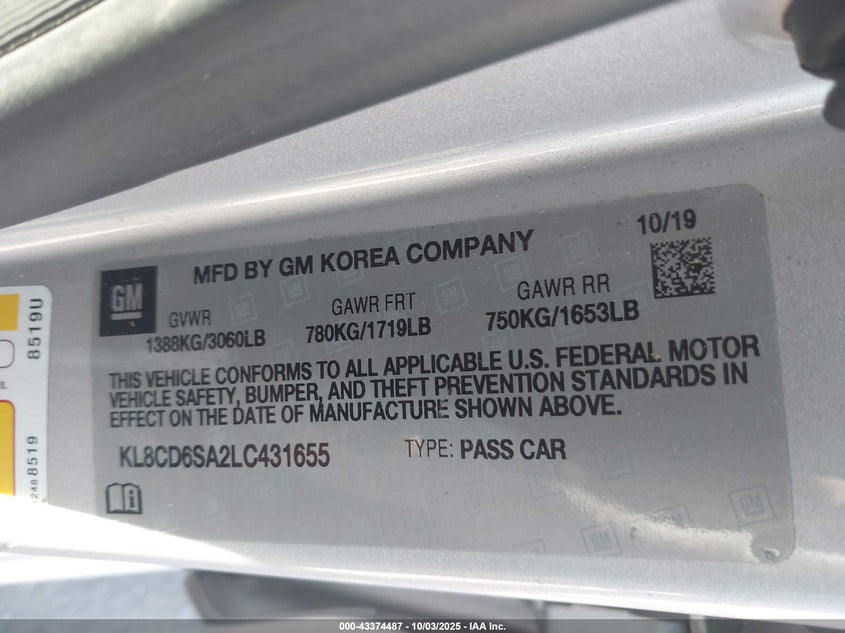 MFD BY GM KOREA COMPANY
10/19
GM
GVWR
1388KG/3060LB
GAWR FRT
780KG/1719LB
GAWR RR
750KG/1653LB
THIS VEHICLE CONFORMS TO ALL APPLICABLE U.S. FEDERAL MOTOR
VEHICLE SAFETY, BUMPER, AND THEFT PREVENTION STANDARDS IN
EFFECT ON THE DATE OF MANUFACTURE SHOWN ABOVE.
KL8CD6SA2LC431655
TYPE: PASS CAR
8519U
8519
000-43374487 - 10/03/2025 - IAA Inc.